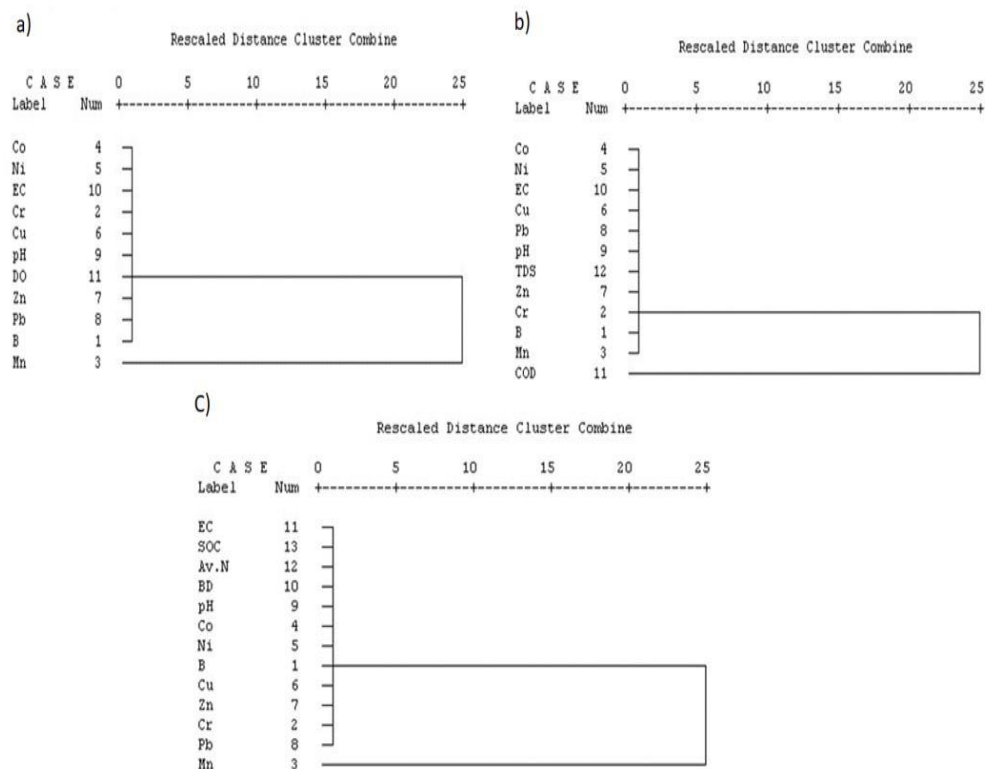 a)
Rescaled Distance Cluster Combine
C A S E 0 5 10 15 20 25
Label Num +---------+---------+---------+---------+---------+
Co 4
Ni 5
EC 10
Cr 2
Cu 6
pH 9
DO 11
Zn 7
Pb 8
B 1
Mn 3
b)
Rescaled Distance Cluster Combine
C A S E 0 5 10 15 20 25
Label Num +---------+---------+---------+---------+---------+
Co 4
Ni 5
EC 10
Cu 6
Pb 8
pH 9
TDS 12
Zn 7
Cr 2
B 1
Mn 3
COD 11
C)
Rescaled Distance Cluster Combine
C A S E 0 5 10 15 20 25
Label Num +---------+---------+---------+---------+---------+
EC 11
SOC 13
Av.N 12
BD 10
pH 9
Co 4
Ni 5
B 1
Cu 6
Zn 7
Cr 2
Pb 8
Mn 3